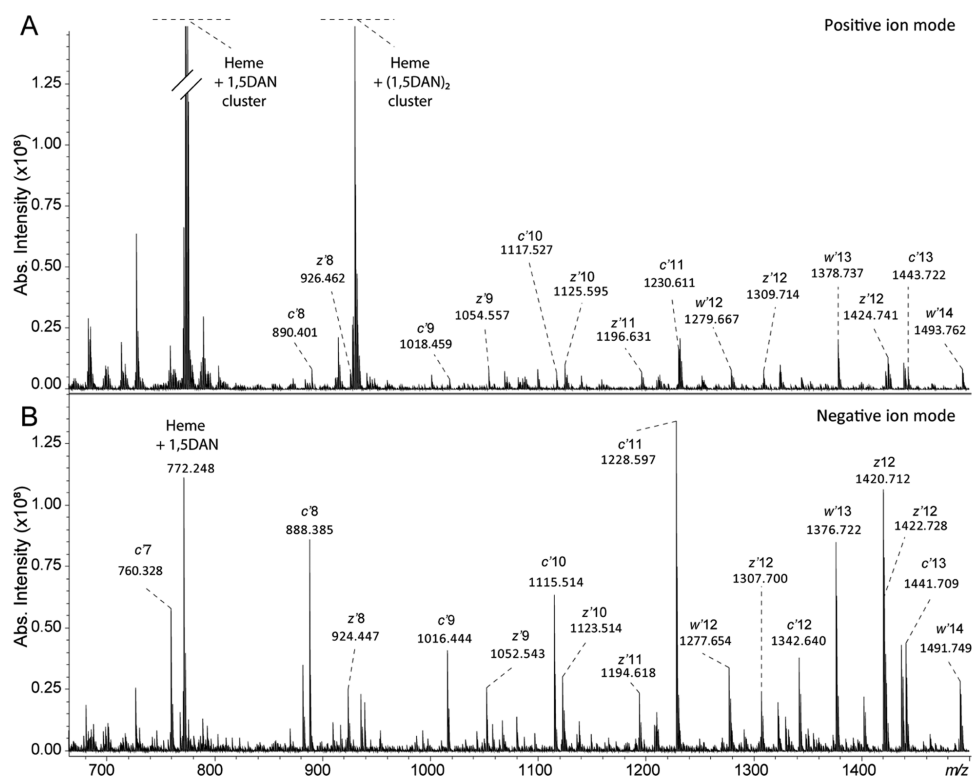 A
Positive ion mode
Abs. Intensity (x10⁸)
1.25
1.00
0.75
0.50
0.25
0.00
Heme
+ 1,5DAN
cluster
Heme
+ (1,5DAN)₂
cluster
c'8
890.401
z'8
926.462
c'9
1018.459
z'9
1054.557
c'10
1117.527
z'10
1125.595
z'11
1196.631
c'11
1230.611
w'12
1279.667
z'12
1309.714
w'13
1378.737
z'12
1424.741
c'13
1443.722
w'14
1493.762
B
Negative ion mode
Abs. Intensity (x10⁸)
1.25
1.00
0.75
0.50
0.25
0.00
c'7
760.328
Heme
+ 1,5DAN
772.248
c'8
888.385
z'8
924.447
c'9
1016.444
z'9
1052.543
c'10
1115.514
z'10
1123.514
z'11
1194.618
c'11
1228.597
w'12
1277.654
z'12
1307.700
c'12
1342.640
w'13
1376.722
z12
1420.712
z'12
1422.728
c'13
1441.709
w'14
1491.749
700 800 900 1000 1100 1200 1300 1400 m/z